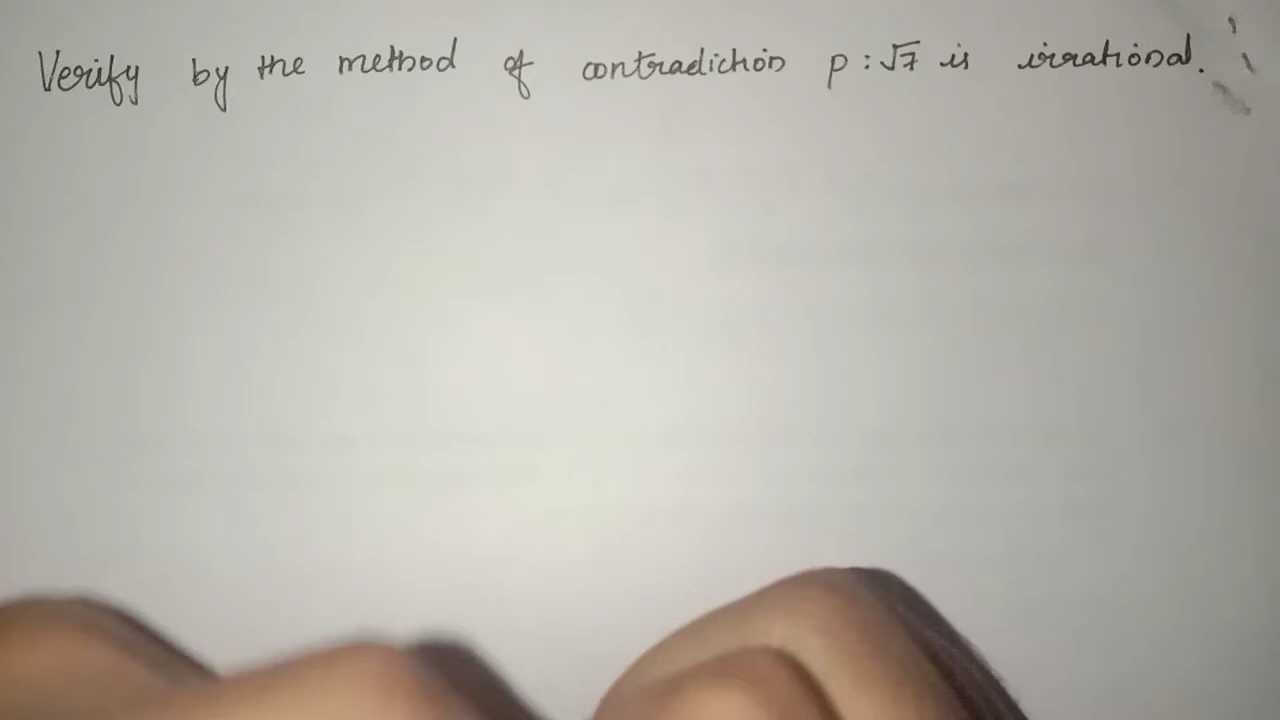 Verify by the method of contradiction p : √7 is irrational.